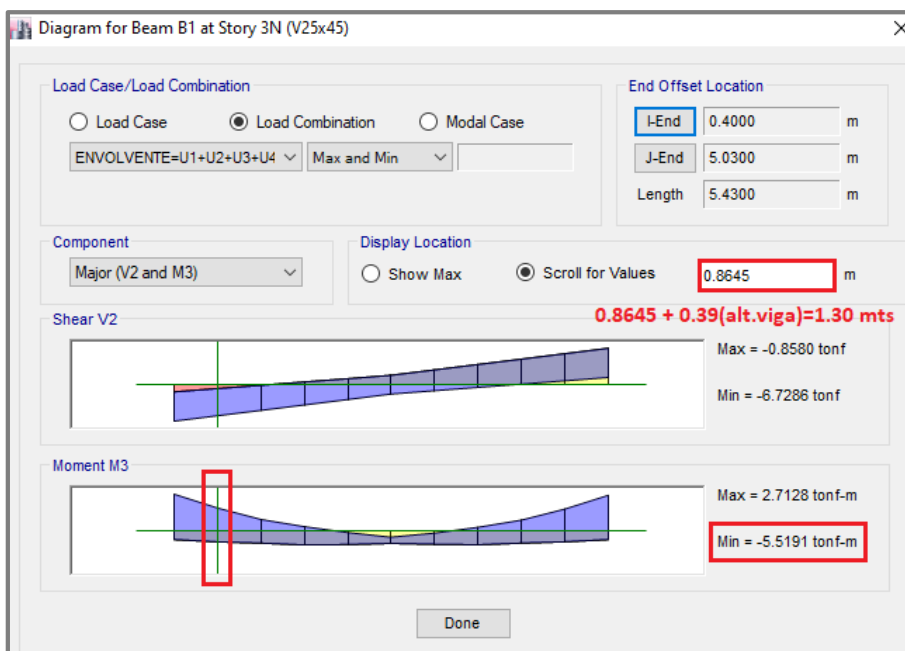 Diagram for Beam B1 at Story 3N (V25x45)
Load Case/Load Combination
Load Case
Load Combination
Modal Case
ENVOLVENTE=U1+U2+U3+U4
Max and Min
End Offset Location
I-End 0.4000 m
J-End 5.0300 m
Length 5.4300 m
Component
Major (V2 and M3)
Display Location
Show Max
Scroll for Values
0.8645 m
0.8645 + 0.39(alt.viga)=1.30 mts
Shear V2
Max = -0.8580 tonf
Min = -6.7286 tonf
Moment M3
Max = 2.7128 tonf-m
Min = -5.5191 tonf-m
Done